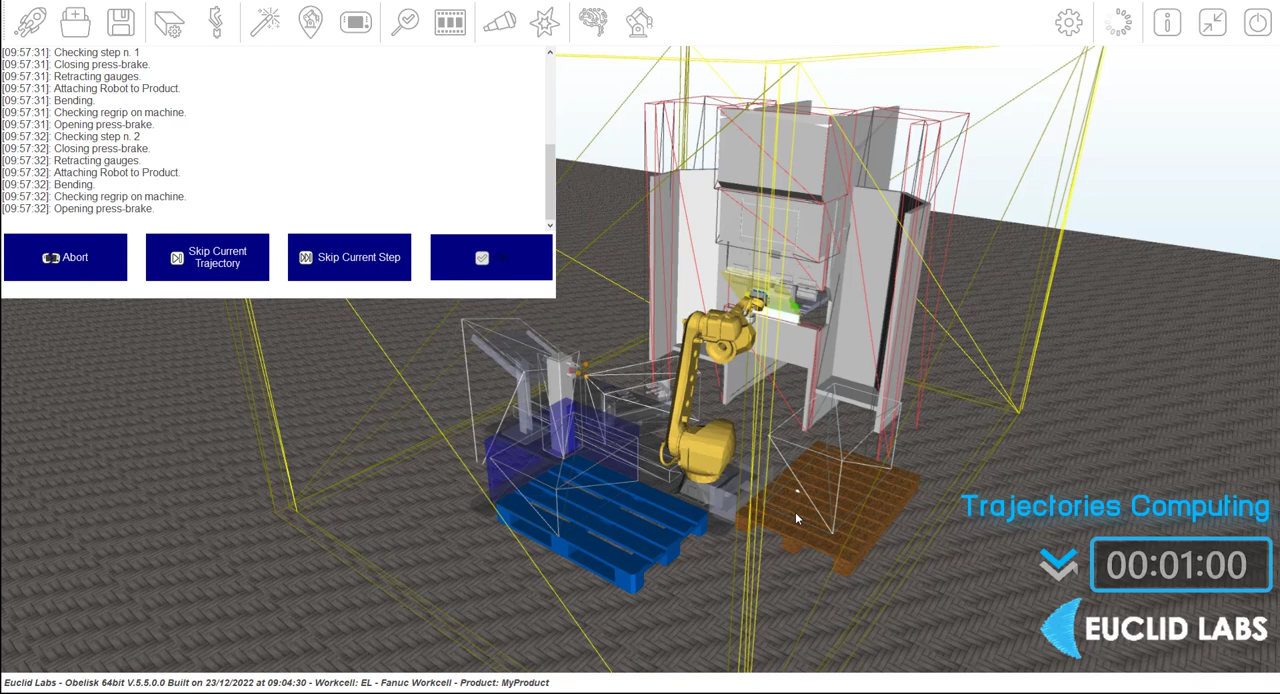 [09:57:31]: Checking step n. 1
[09:57:31]: Closing press-brake.
[09:57:31]: Retracting gauges.
[09:57:31]: Attaching Robot to Product.
[09:57:31]: Bending.
[09:57:31]: Checking regrip on machine.
[09:57:31]: Opening press-brake.
[09:57:32]: Checking step n. 2
[09:57:32]: Closing press-brake.
[09:57:32]: Retracting gauges.
[09:57:32]: Attaching Robot to Product.
[09:57:32]: Bending.
[09:57:32]: Checking regrip on machine.
[09:57:32]: Opening press-brake.
Abort
Skip Current
Trajectory
Skip Current Step
Trajectories Computing
00:01:00
EUCLID LABS
Euclid Labs - Obelisk 64bit V.5.5.0.0 Built on 23/12/2022 at 09:04:30 - Workcell: EL - Fanuc Workcell - Product: MyProduct